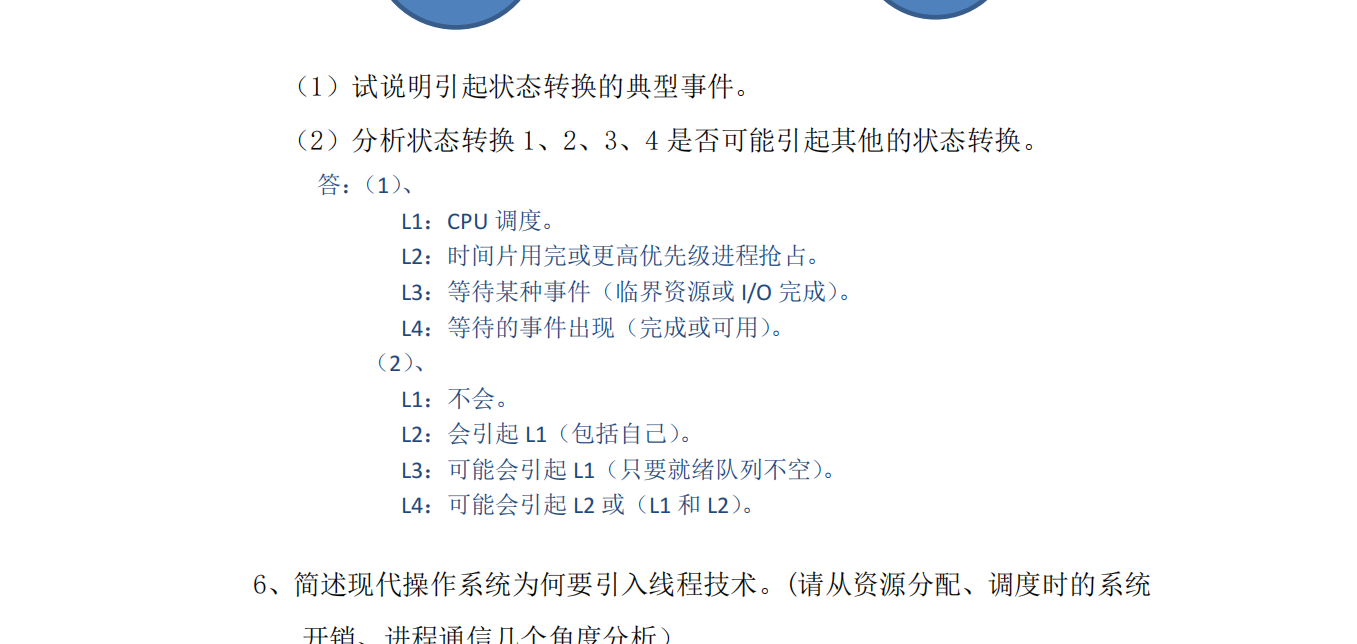 （1）试说明引起状态转换的典型事件。
（2）分析状态转换 1、2、3、4 是否可能引起其他的状态转换。
答：（1）、
L1：CPU 调度。
L2：时间片用完或更高优先级进程抢占。
L3：等待某种事件（临界资源或 I/O 完成）。
L4：等待的事件出现（完成或可用）。
（2）、
L1：不会。
L2：会引起 L1（包括自己）。
L3：可能会引起 L1（只要就绪队列不空）。
L4：可能会引起 L2 或（L1 和 L2）。
6、简述现代操作系统为何要引入线程技术。(请从资源分配、调度时的系统
开销、进程通信几个角度分析）